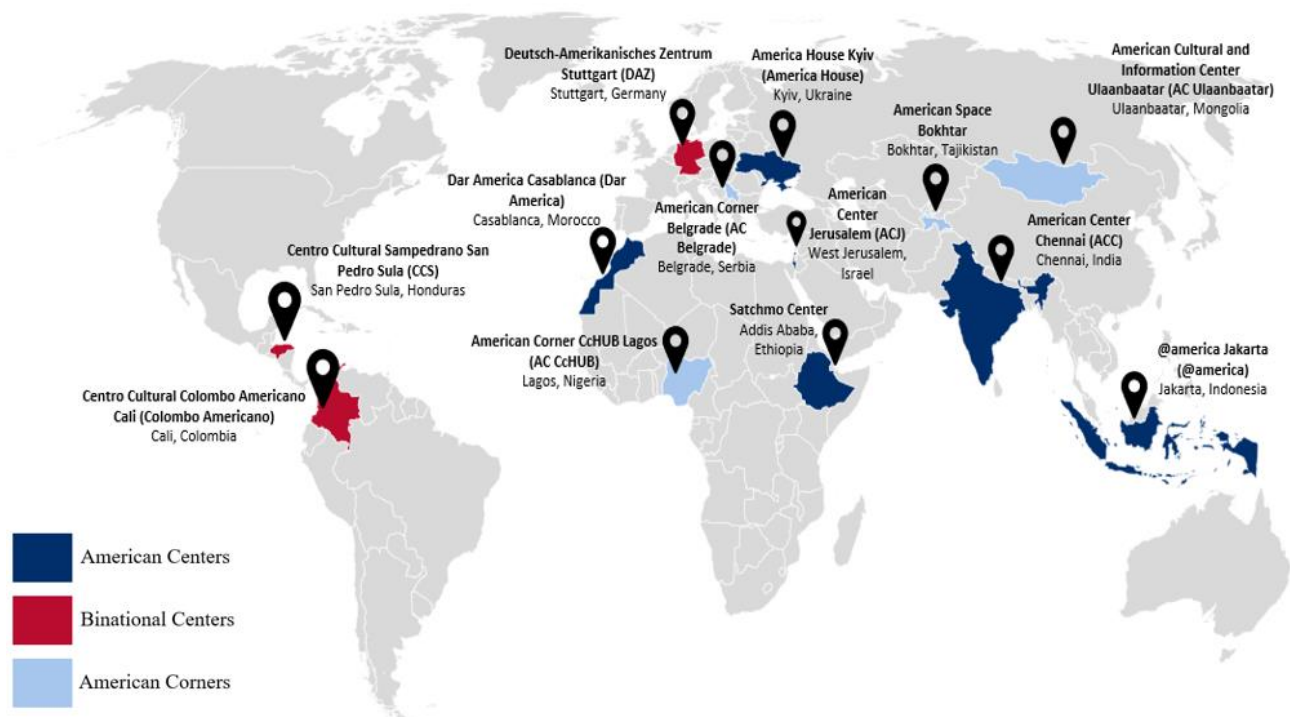 Deutsch-Amerikanisches Zentrum
Stuttgart (DAZ)
Stuttgart, Germany
America House Kyiv
(America House)
Kyiv, Ukraine
American Cultural and
Information Center
Ulaanbaatar (AC Ulaanbaatar)
Ulaanbaatar, Mongolia
American Space
Bokhtar
Bokhtar, Tajikistan
Dar America Casablanca (Dar
America)
Casablanca, Morocco
American Corner
Belgrade (AC
Belgrade)
Belgrade, Serbia
American
Center
Jerusalem (ACJ)
West Jerusalem,
Israel
American Center
Chennai (ACC)
Chennai, India
Centro Cultural Sampedrano San
Pedro Sula (CCS)
San Pedro Sula, Honduras
Satchmo Center
Addis Ababa,
Ethiopia
American Corner CcHUB Lagos
(AC CcHUB)
Lagos, Nigeria
@america Jakarta
(@america)
Jakarta, Indonesia
Centro Cultural Colombo Americano
Cali (Colombo Americano)
Cali, Colombia
American Centers
Binational Centers
American Corners